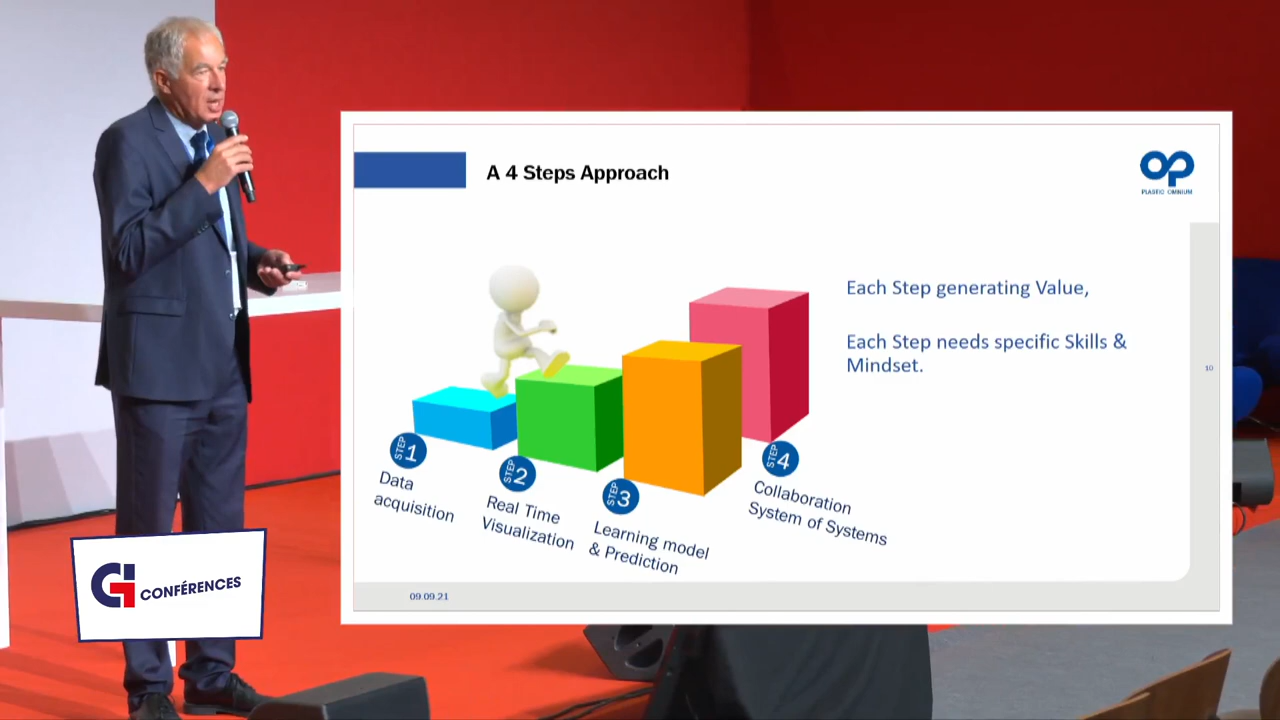 A 4 Steps Approach
OP
PLASTIC OMNIUM
Each Step generating Value,
Each Step needs specific Skills &
Mindset.
10
STEP 1
Data
acquisition
STEP 2
Real Time
Visualization
STEP 3
Learning model
& Prediction
STEP 4
Collaboration
System of Systems
09.09.21
GI CONFÉRENCES